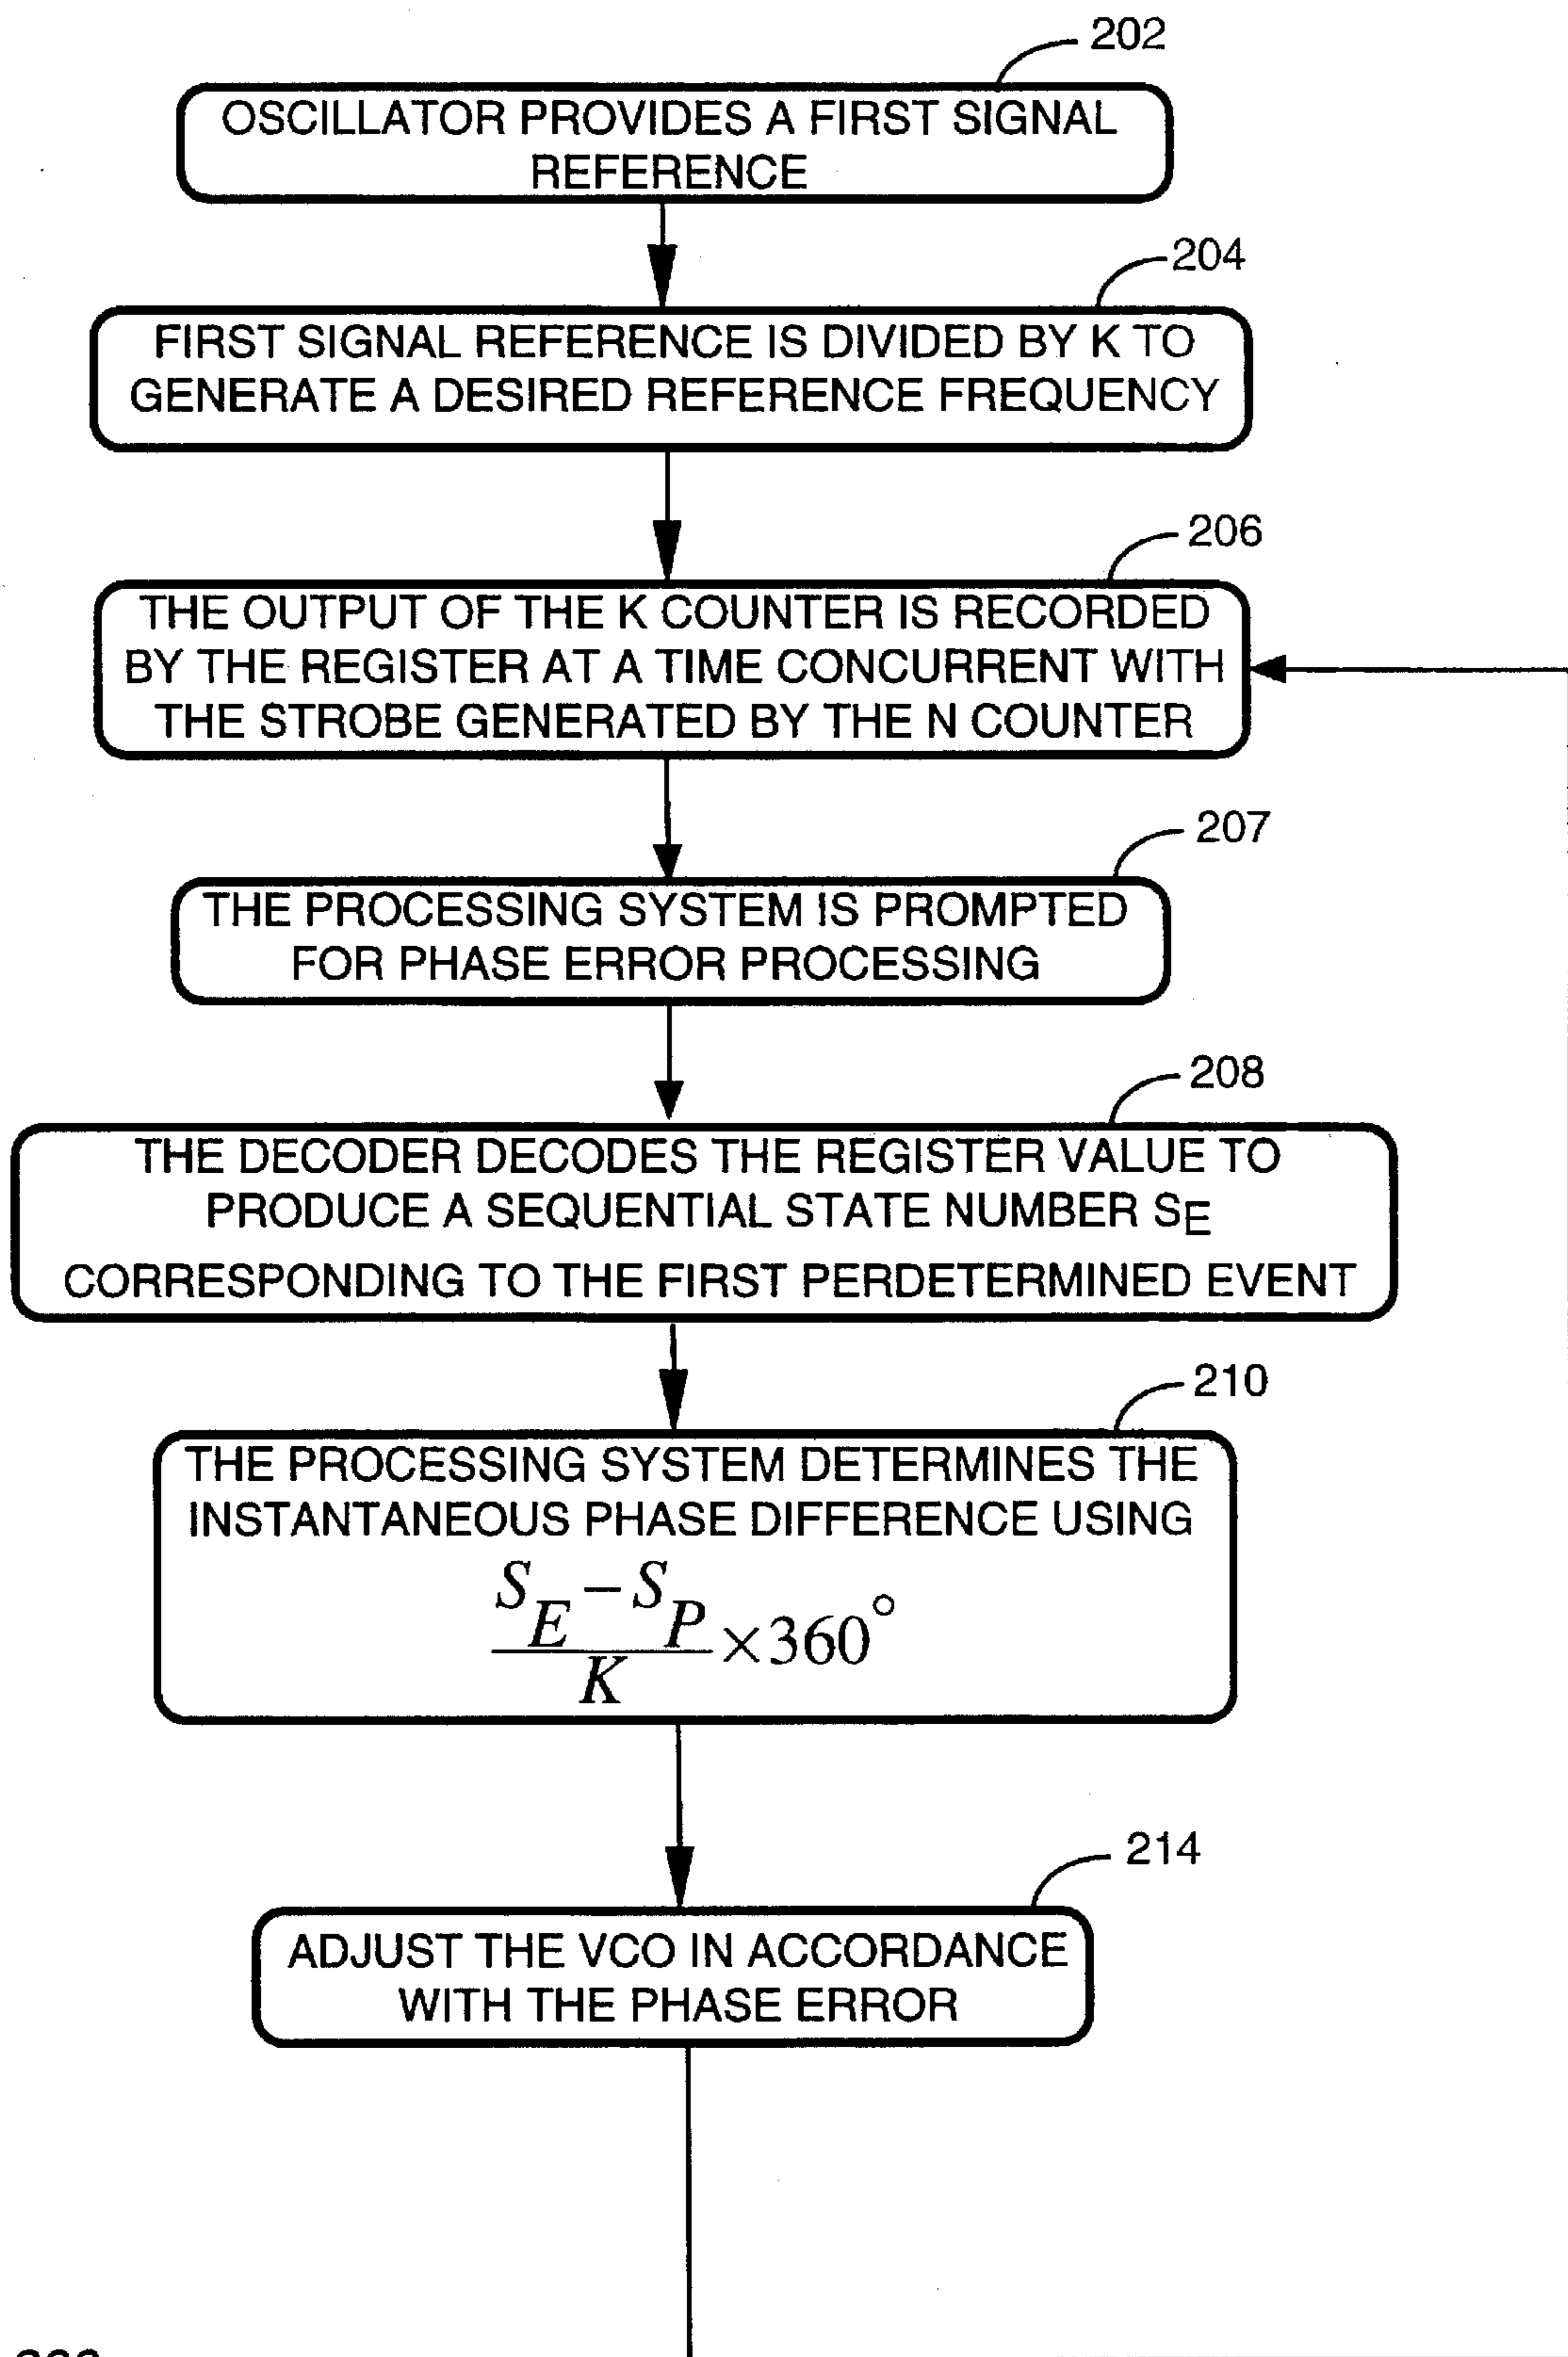 202
OSCILLATOR PROVIDES A FIRST SIGNAL
REFERENCE
204
FIRST SIGNAL REFERENCE IS DIVIDED BY K TO
GENERATE A DESIRED REFERENCE FREQUENCY
206
THE OUTPUT OF THE K COUNTER IS RECORDED
BY THE REGISTER AT A TIME CONCURRENT WITH
THE STROBE GENERATED BY THE N COUNTER
207
THE PROCESSING SYSTEM IS PROMPTED
FOR PHASE ERROR PROCESSING
208
THE DECODER DECODES THE REGISTER VALUE TO
PRODUCE A SEQUENTIAL STATE NUMBER SE
CORRESPONDING TO THE FIRST PERDETERMINED EVENT
210
THE PROCESSING SYSTEM DETERMINES THE
INSTANTANEOUS PHASE DIFFERENCE USING
S_E - S_P
K
×360°
214
ADJUST THE VCO IN ACCORDANCE
WITH THE PHASE ERROR